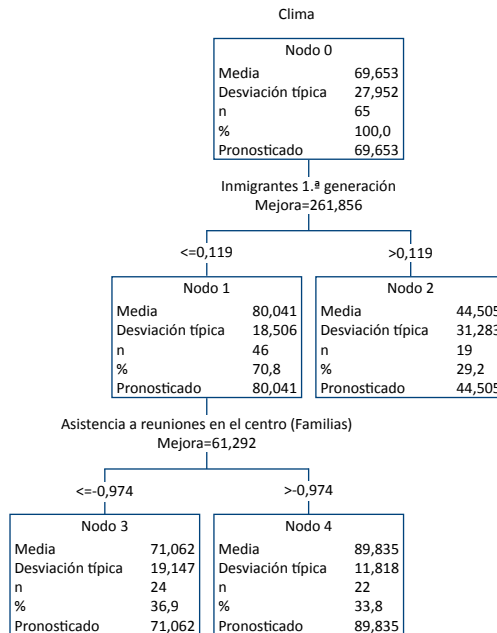 Clima
Nodo 0
Media 69,653
Desviación típica 27,952
n 65
% 100,0
Pronosticado 69,653
Inmigrantes 1.ª generación
Mejora=261,856
<=0,119 >0,119
Nodo 1
Media 80,041
Desviación típica 18,506
n 46
% 70,8
Pronosticado 80,041
Nodo 2
Media 44,505
Desviación típica 31,283
n 19
% 29,2
Pronosticado 44,505
Asistencia a reuniones en el centro (Familias)
Mejora=61,292
<=-0,974 >-0,974
Nodo 3
Media 71,062
Desviación típica 19,147
n 24
% 36,9
Pronosticado 71,062
Nodo 4
Media 89,835
Desviación típica 11,818
n 22
% 33,8
Pronosticado 89,835